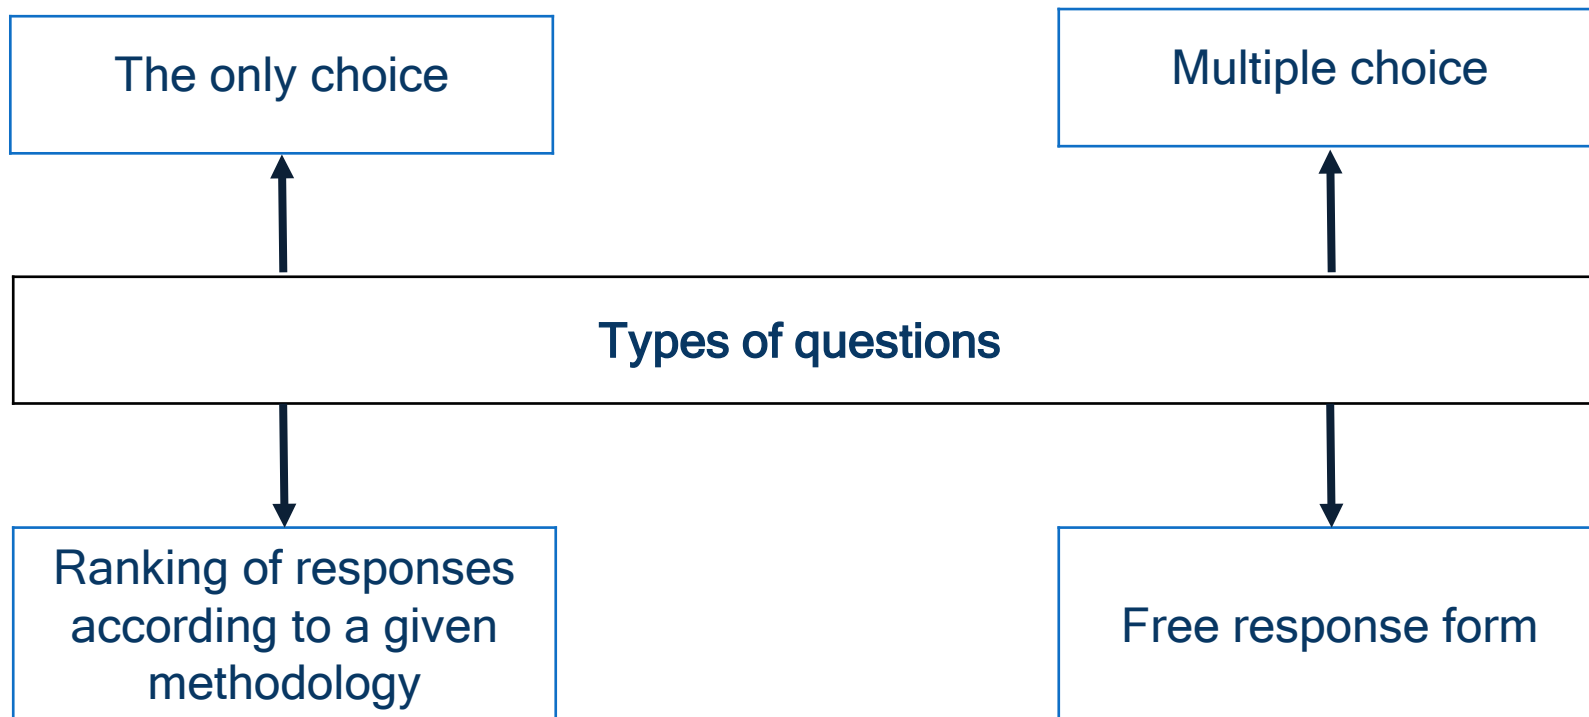 The only choice
Multiple choice
Types of questions
Ranking of responses
according to a given
methodology
Free response form